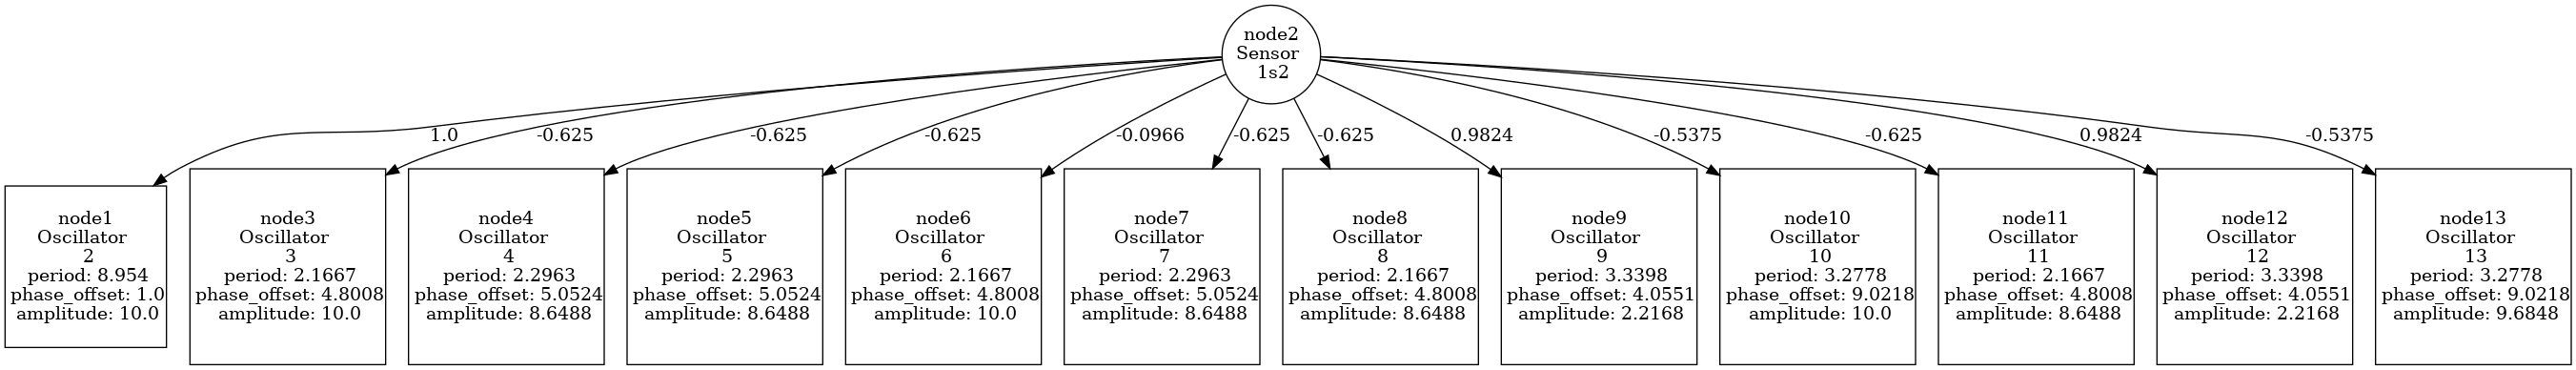 node2
Sensor
1s2
1.0
-0.625
-0.625
-0.625
-0.0966
-0.625
-0.625
0.9824
-0.5375
-0.625
0.9824
-0.5375
node1
Oscillator
2
period: 8.954
phase_offset: 1.0
amplitude: 10.0
node3
Oscillator
3
period: 2.1667
phase_offset: 4.8008
amplitude: 10.0
node4
Oscillator
4
period: 2.2963
phase_offset: 5.0524
amplitude: 8.6488
node5
Oscillator
5
period: 2.2963
phase_offset: 5.0524
amplitude: 8.6488
node6
Oscillator
6
period: 2.1667
phase_offset: 4.8008
amplitude: 10.0
node7
Oscillator
7
period: 2.2963
phase_offset: 5.0524
amplitude: 8.6488
node8
Oscillator
8
period: 2.1667
phase_offset: 4.8008
amplitude: 8.6488
node9
Oscillator
9
period: 3.3398
phase_offset: 4.0551
amplitude: 2.2168
node10
Oscillator
10
period: 3.2778
phase_offset: 9.0218
amplitude: 10.0
node11
Oscillator
11
period: 2.1667
phase_offset: 4.8008
amplitude: 8.6488
node12
Oscillator
12
period: 3.3398
phase_offset: 4.0551
amplitude: 2.2168
node13
Oscillator
13
period: 3.2778
phase_offset: 9.0218
amplitude: 9.6848